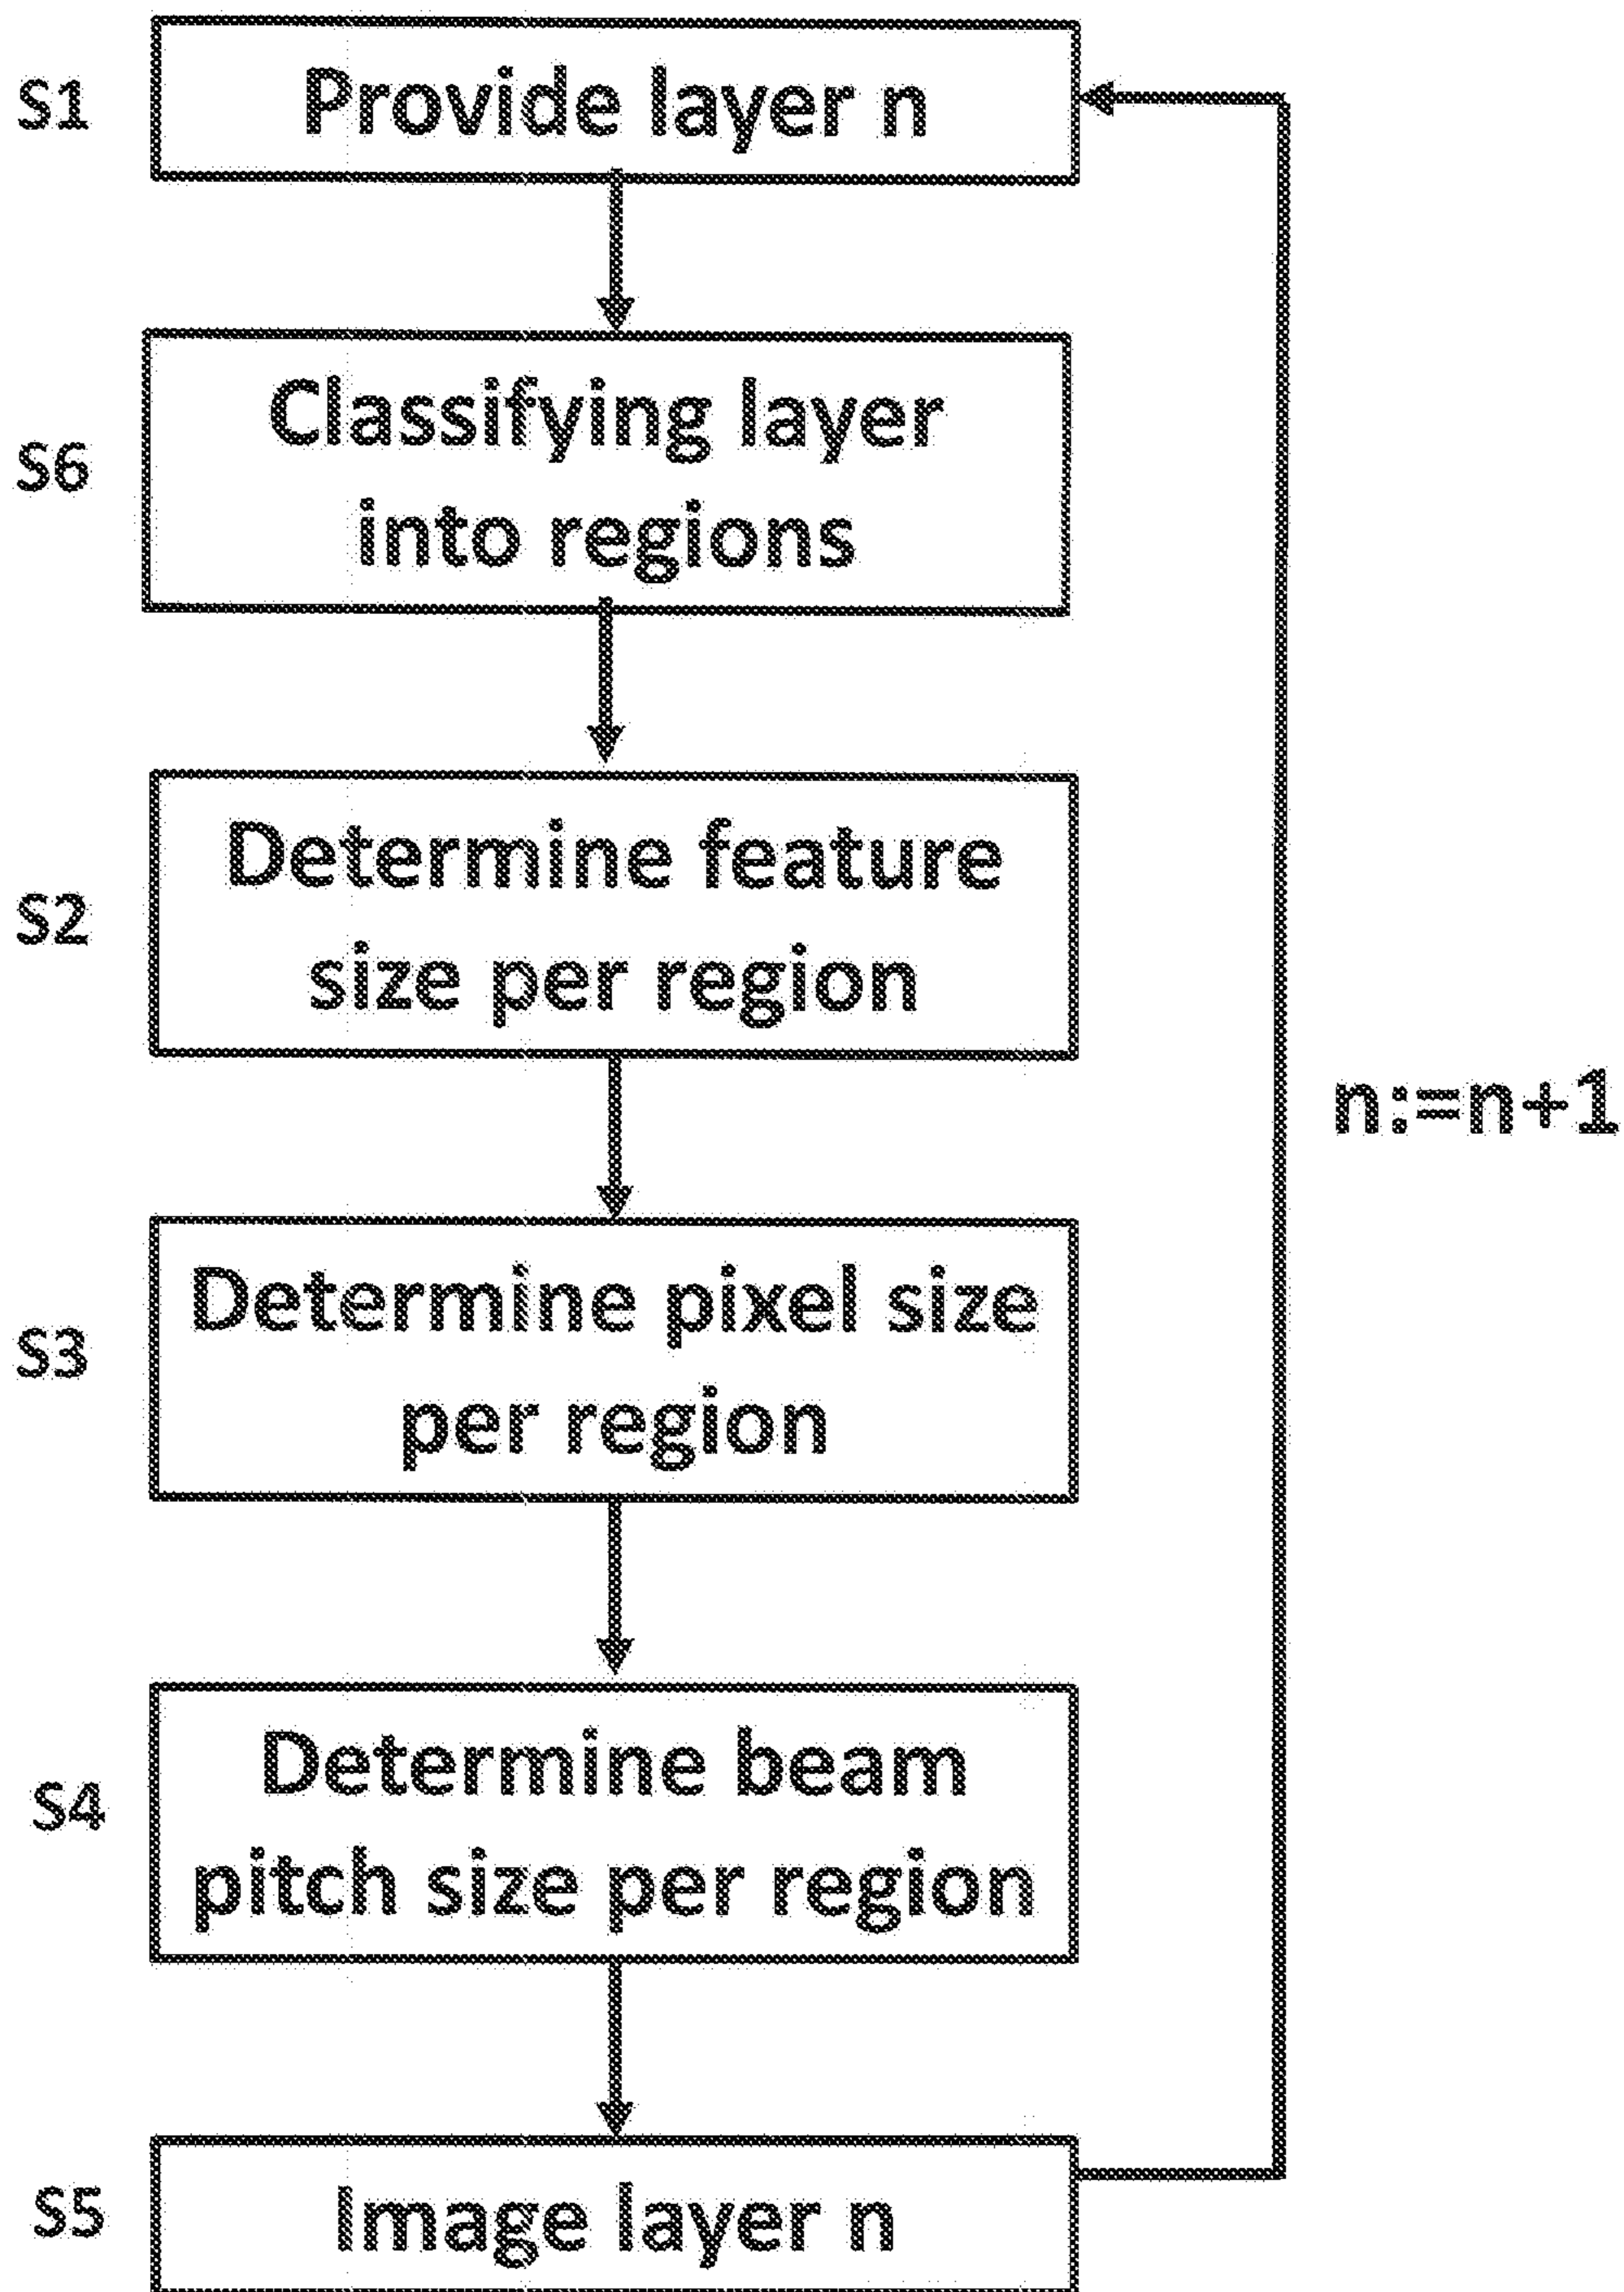 S1
Provide layer n
S6
Classifying layer
into regions
S2
Determine feature
size per region
n:=n+1
S3
Determine pixel size
per region
S4
Determine beam
pitch size per region
S5
Image layer n